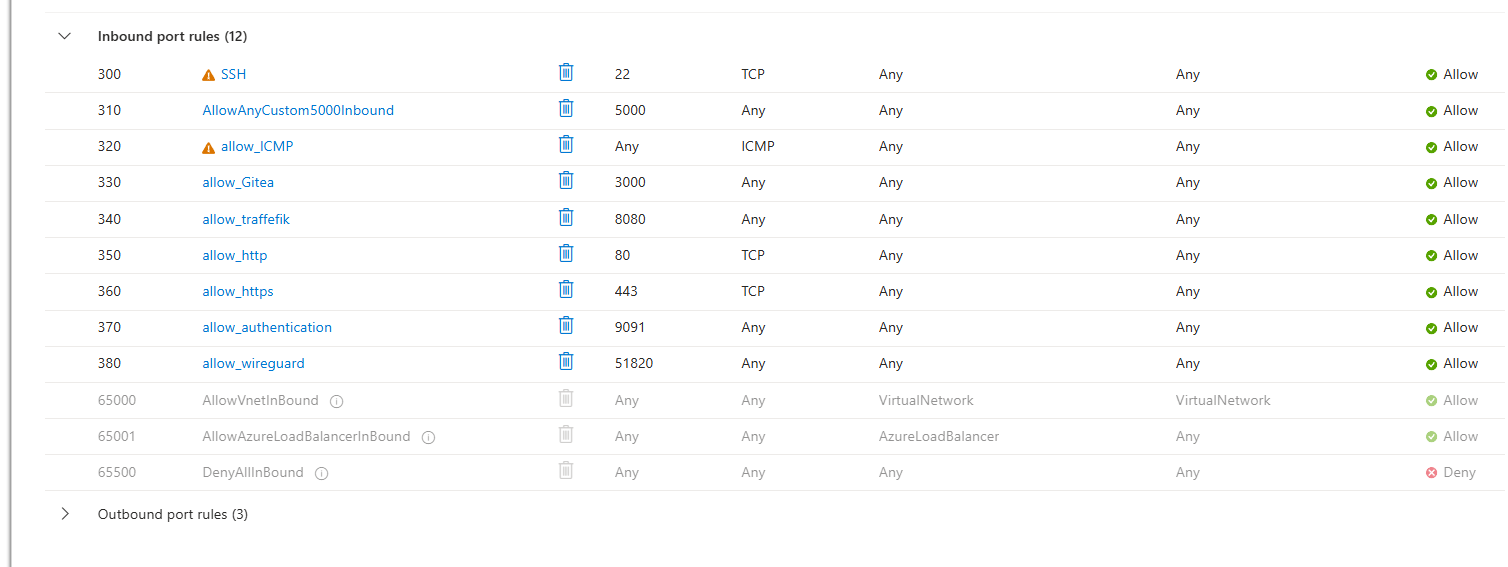 Inbound port rules (12)
300 SSH 22 TCP Any Any Allow
310 AllowAnyCustom5000Inbound 5000 Any Any Any Allow
320 allow_ICMP Any ICMP Any Any Allow
330 allow_Gitea 3000 Any Any Any Allow
340 allow_traffefik 8080 Any Any Any Allow
350 allow_http 80 TCP Any Any Allow
360 allow_https 443 TCP Any Any Allow
370 allow_authentication 9091 Any Any Any Allow
380 allow_wireguard 51820 Any Any Any Allow
65000 AllowVnetInBound Any Any VirtualNetwork VirtualNetwork Allow
65001 AllowAzureLoadBalancerInBound Any Any AzureLoadBalancer Any Allow
65500 DenyAllInBound Any Any Any Any Deny
Outbound port rules (3)